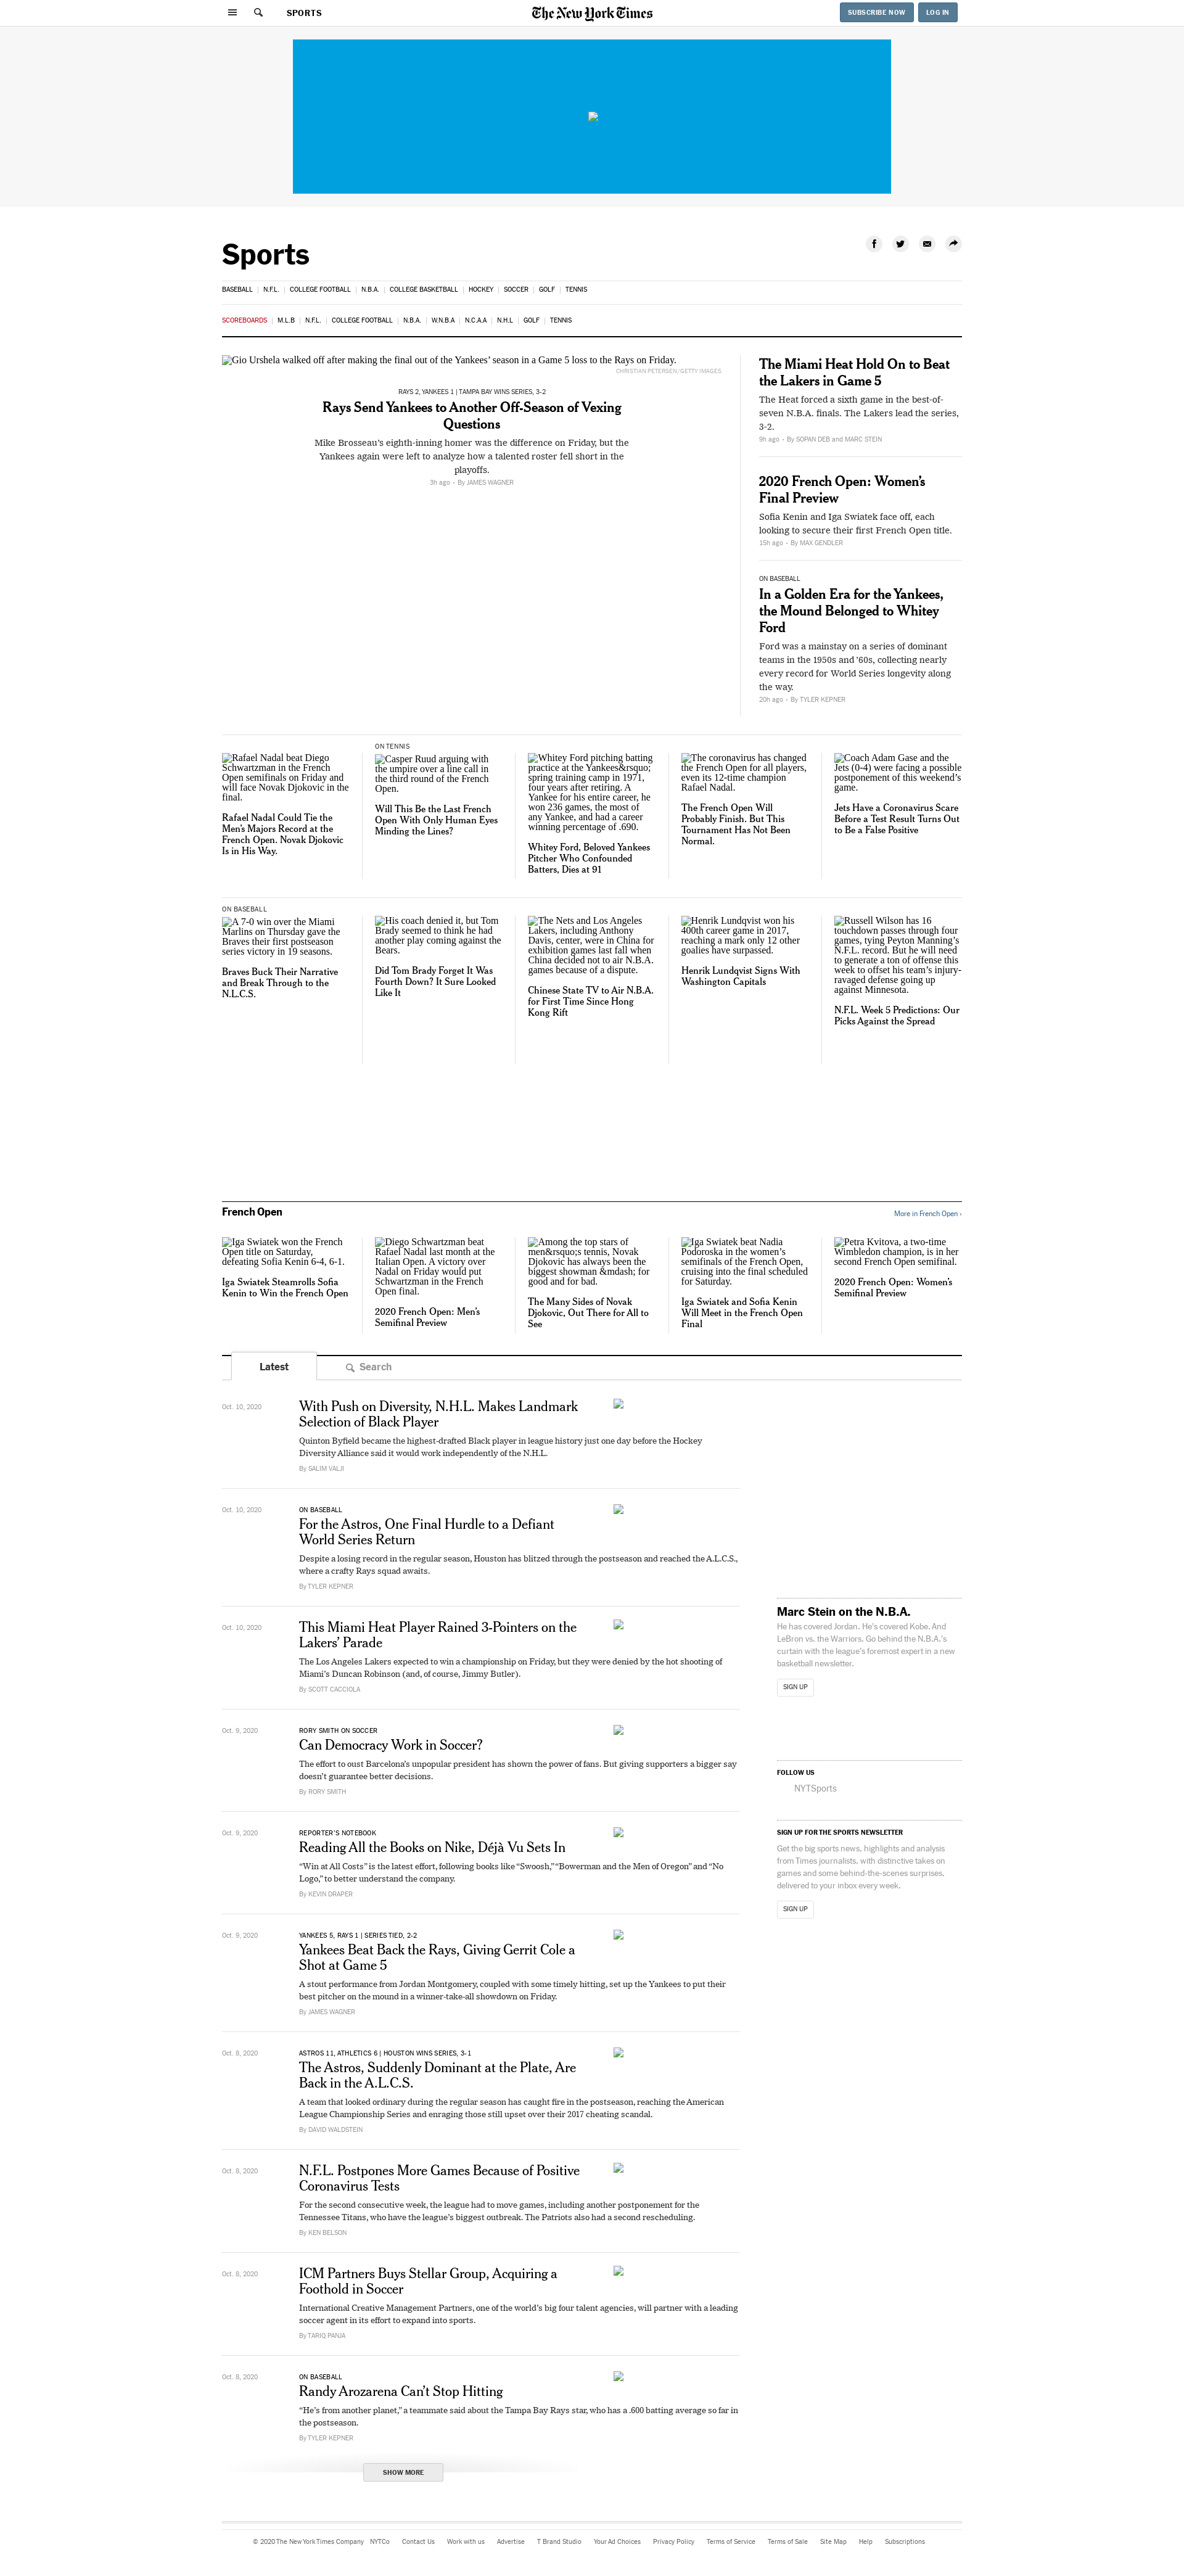 SPORTS
The New York Times
SUBSCRIBE NOW
LOG IN
Sports
BASEBALL | N.F.L. | COLLEGE FOOTBALL | N.B.A. | COLLEGE BASKETBALL | HOCKEY | SOCCER | GOLF | TENNIS
SCOREBOARDS | M.L.B | N.F.L. | COLLEGE FOOTBALL | N.B.A. | W.N.B.A | N.C.A.A | N.H.L | GOLF | TENNIS
Gio Urshela walked off after making the final out of the Yankees' season in a Game 5 loss to the Rays on Friday.
CHRISTIAN PETERSEN/GETTY IMAGES
RAYS 2, YANKEES 1 | TAMPA BAY WINS SERIES, 3-2
Rays Send Yankees to Another Off-Season of Vexing
Questions
Mike Brosseau's eighth-inning homer was the difference on Friday, but the
Yankees again were left to analyze how a talented roster fell short in the
playoffs.
3h ago • By JAMES WAGNER
The Miami Heat Hold On to Beat
the Lakers in Game 5
The Heat forced a sixth game in the best-of-
seven N.B.A. finals. The Lakers lead the series,
3-2.
9h ago • By SOPAN DEB and MARC STEIN
2020 French Open: Women's
Final Preview
Sofia Kenin and Iga Swiatek face off, each
looking to secure their first French Open title.
15h ago • By MAX GENDLER
ON BASEBALL
In a Golden Era for the Yankees,
the Mound Belonged to Whitey
Ford
Ford was a mainstay on a series of dominant
teams in the 1950s and '60s, collecting nearly
every record for World Series longevity along
the way.
20h ago • By TYLER KEPNER
Rafael Nadal beat Diego
Schwartzman in the French
Open semifinals on Friday and
will face Novak Djokovic in the
final.
Rafael Nadal Could Tie the
Men's Majors Record at the
French Open. Novak Djokovic
Is in His Way.
ON TENNIS
Casper Ruud arguing with
the umpire over a line call in
the third round of the French
Open.
Will This Be the Last French
Open With Only Human Eyes
Minding the Lines?
Whitey Ford pitching batting
practice at the Yankees&rsquo;
spring training camp in 1971,
four years after retiring. A
Yankee for his entire career, he
won 236 games, the most of
any Yankee, and had a career
winning percentage of .690.
Whitey Ford, Beloved Yankees
Pitcher Who Confounded
Batters, Dies at 91
The coronavirus has changed
the French Open for all players,
even its 12-time champion
Rafael Nadal.
The French Open Will
Probably Finish. But This
Tournament Has Not Been
Normal.
Coach Adam Gase and the
Jets (0-4) were facing a possible
postponement of this weekend's
game.
Jets Have a Coronavirus Scare
Before a Test Result Turns Out
to Be a False Positive
ON BASEBALL
A 7-0 win over the Miami
Marlins on Thursday gave the
Braves their first postseason
series victory in 19 seasons.
Braves Buck Their Narrative
and Break Through to the
N.L.C.S.
His coach denied it, but Tom
Brady seemed to think he had
another play coming against the
Bears.
Did Tom Brady Forget It Was
Fourth Down? It Sure Looked
Like It
The Nets and Los Angeles
Lakers, including Anthony
Davis, center, were in China for
exhibition games last fall when
China decided not to air N.B.A.
games because of a dispute.
Chinese State TV to Air N.B.A.
for First Time Since Hong
Kong Rift
Henrik Lundqvist won his
400th career game in 2017,
reaching a mark only 12 other
goalies have surpassed.
Henrik Lundqvist Signs With
Washington Capitals
Russell Wilson has 16
touchdown passes through four
games, tying Peyton Manning's
N.F.L. record. But he will need
to generate a ton of offense this
week to offset his team's injury-
ravaged defense going up
against Minnesota.
N.F.L. Week 5 Predictions: Our
Picks Against the Spread
French Open
More in French Open ›
Iga Swiatek won the French
Open title on Saturday,
defeating Sofia Kenin 6-4, 6-1.
Iga Swiatek Steamrolls Sofia
Kenin to Win the French Open
Diego Schwartzman beat
Rafael Nadal last month at the
Italian Open. A victory over
Nadal on Friday would put
Schwartzman in the French
Open final.
2020 French Open: Men's
Semifinal Preview
Among the top stars of
men&rsquo;s tennis, Novak
Djokovic has always been the
biggest showman &mdash; for
good and for bad.
The Many Sides of Novak
Djokovic, Out There for All to
See
Iga Swiatek beat Nadia
Podoroska in the women's
semifinals of the French Open,
cruising into the final scheduled
for Saturday.
Iga Swiatek and Sofia Kenin
Will Meet in the French Open
Final
Petra Kvitova, a two-time
Wimbledon champion, is in her
second French Open semifinal.
2020 French Open: Women's
Semifinal Preview
Latest
Search
Oct. 10, 2020
With Push on Diversity, N.H.L. Makes Landmark
Selection of Black Player
Quinton Byfield became the highest-drafted Black player in league history just one day before the Hockey
Diversity Alliance said it would work independently of the N.H.L.
By SALIM VALJI
Oct. 10, 2020
ON BASEBALL
For the Astros, One Final Hurdle to a Defiant
World Series Return
Despite a losing record in the regular season, Houston has blitzed through the postseason and reached the A.L.C.S.,
where a crafty Rays squad awaits.
By TYLER KEPNER
Oct. 10, 2020
This Miami Heat Player Rained 3-Pointers on the
Lakers' Parade
The Los Angeles Lakers expected to win a championship on Friday, but they were denied by the hot shooting of
Miami's Duncan Robinson (and, of course, Jimmy Butler).
By SCOTT CACCIOLA
Oct. 9, 2020
RORY SMITH ON SOCCER
Can Democracy Work in Soccer?
The effort to oust Barcelona's unpopular president has shown the power of fans. But giving supporters a bigger say
doesn't guarantee better decisions.
By RORY SMITH
Oct. 9, 2020
REPORTER'S NOTEBOOK
Reading All the Books on Nike, Déjà Vu Sets In
“Win at All Costs” is the latest effort, following books like “Swoosh,” “Bowerman and the Men of Oregon” and “No
Logo,” to better understand the company.
By KEVIN DRAPER
Oct. 9, 2020
YANKEES 5, RAYS 1 | SERIES TIED, 2-2
Yankees Beat Back the Rays, Giving Gerrit Cole a
Shot at Game 5
A stout performance from Jordan Montgomery, coupled with some timely hitting, set up the Yankees to put their
best pitcher on the mound in a winner-take-all showdown on Friday.
By JAMES WAGNER
Oct. 8, 2020
ASTROS 11, ATHLETICS 6 | HOUSTON WINS SERIES, 3-1
The Astros, Suddenly Dominant at the Plate, Are
Back in the A.L.C.S.
A team that looked ordinary during the regular season has caught fire in the postseason, reaching the American
League Championship Series and enraging those still upset over their 2017 cheating scandal.
By DAVID WALDSTEIN
Oct. 8, 2020
N.F.L. Postpones More Games Because of Positive
Coronavirus Tests
For the second consecutive week, the league had to move games, including another postponement for the
Tennessee Titans, who have the league's biggest outbreak. The Patriots also had a second rescheduling.
By KEN BELSON
Oct. 8, 2020
ICM Partners Buys Stellar Group, Acquiring a
Foothold in Soccer
International Creative Management Partners, one of the world's big four talent agencies, will partner with a leading
soccer agent in its effort to expand into sports.
By TARIQ PANJA
Oct. 8, 2020
ON BASEBALL
Randy Arozarena Can't Stop Hitting
“He's from another planet,” a teammate said about the Tampa Bay Rays star, who has a .600 batting average so far in
the postseason.
By TYLER KEPNER
SHOW MORE
Marc Stein on the N.B.A.
He has covered Jordan. He's covered Kobe. And
LeBron vs. the Warriors. Go behind the N.B.A.'s
curtain with the league's foremost expert in a new
basketball newsletter.
SIGN UP
FOLLOW US
NYTSports
SIGN UP FOR THE SPORTS NEWSLETTER
Get the big sports news, highlights and analysis
from Times journalists, with distinctive takes on
games and some behind-the-scenes surprises,
delivered to your inbox every week.
SIGN UP
© 2020 The New York Times Company NYTCo Contact Us Work with us Advertise T Brand Studio Your Ad Choices Privacy Policy Terms of Service Terms of Sale Site Map Help Subscriptions